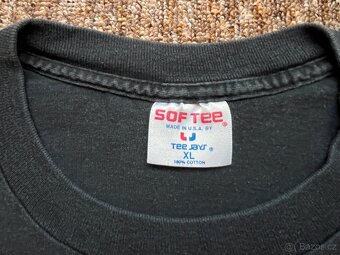 SOFTEE®
MADE IN U.S.A. BY
Tee Jays®
XL
100% COTTON
Bazos.cz